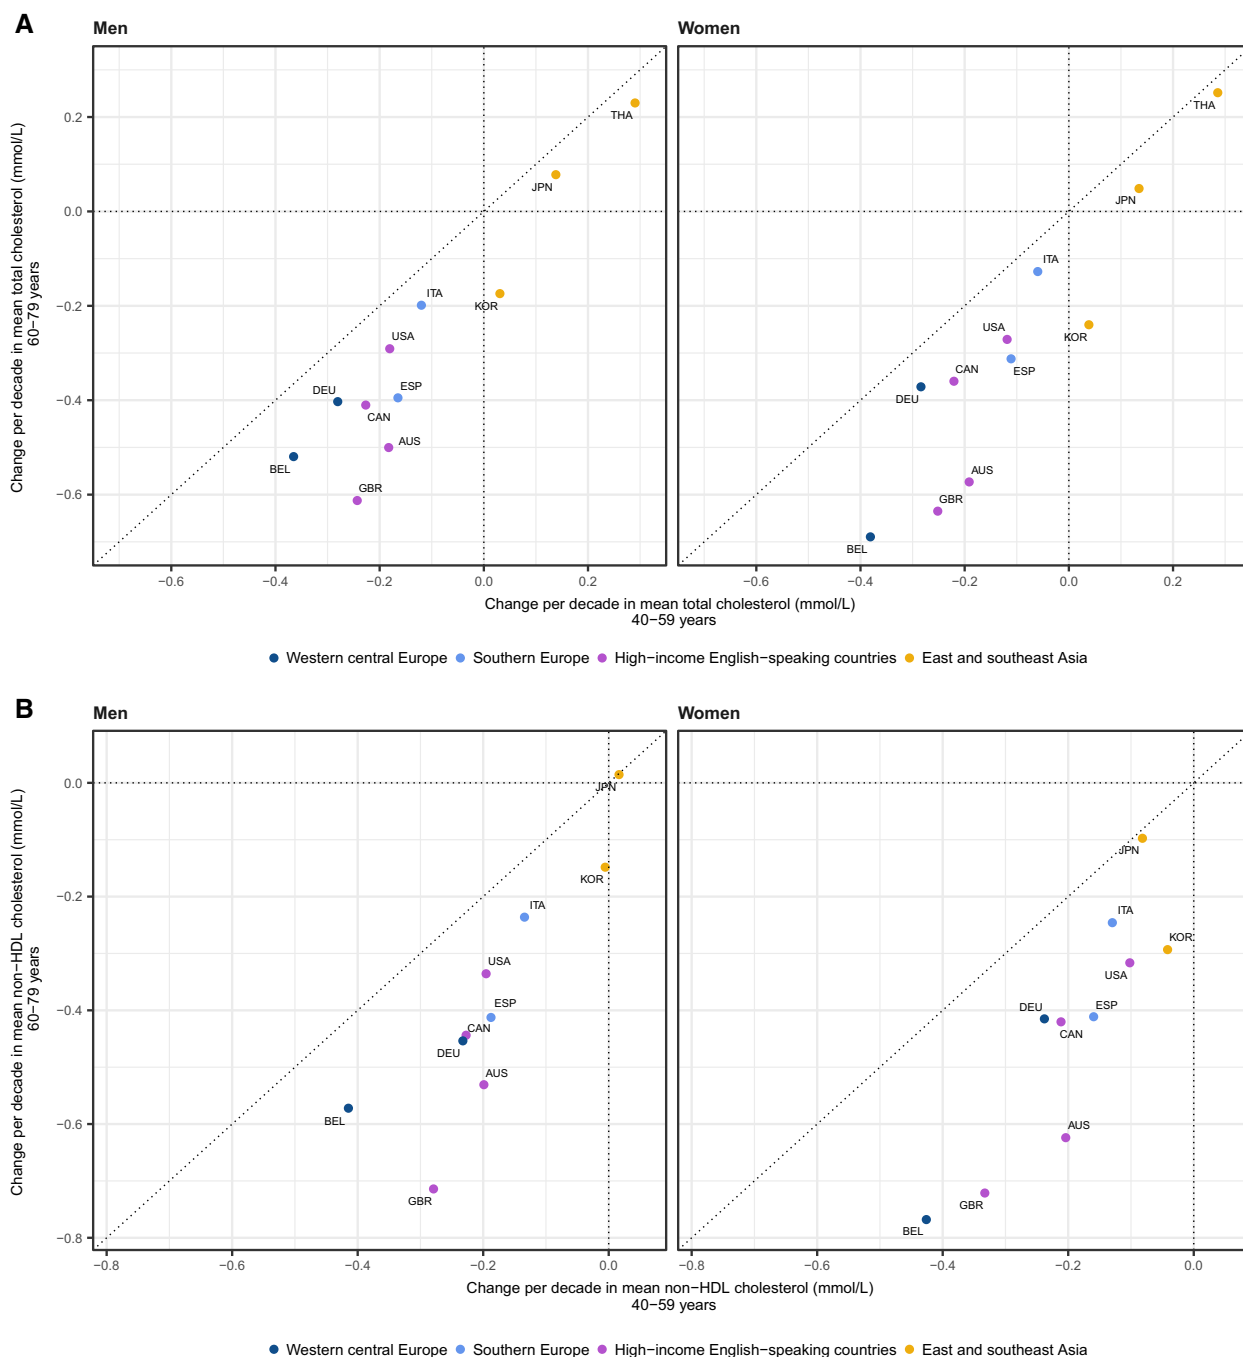 A
Men
Women
Change per decade in mean total cholesterol (mmol/L)
60−79 years
0.2
0.0
−0.2
−0.4
−0.6
THA
JPN
KOR
ITA
USA
DEU
ESP
CAN
AUS
BEL
GBR
THA
JPN
ITA
USA
KOR
ESP
CAN
DEU
AUS
GBR
BEL
−0.6
−0.4
−0.2
0.0
0.2
−0.6
−0.4
−0.2
0.0
0.2
Change per decade in mean total cholesterol (mmol/L)
40−59 years
Western central Europe
Southern Europe
High−income English−speaking countries
East and southeast Asia
B
Men
Women
Change per decade in mean non−HDL cholesterol (mmol/L)
60−79 years
0.0
−0.2
−0.4
−0.6
−0.8
JPN
KOR
ITA
USA
ESP
CAN
DEU
AUS
BEL
GBR
JPN
ITA
KOR
USA
DEU
ESP
CAN
AUS
GBR
BEL
−0.8
−0.6
−0.4
−0.2
0.0
−0.8
−0.6
−0.4
−0.2
0.0
Change per decade in mean non−HDL cholesterol (mmol/L)
40−59 years
Western central Europe
Southern Europe
High−income English−speaking countries
East and southeast Asia